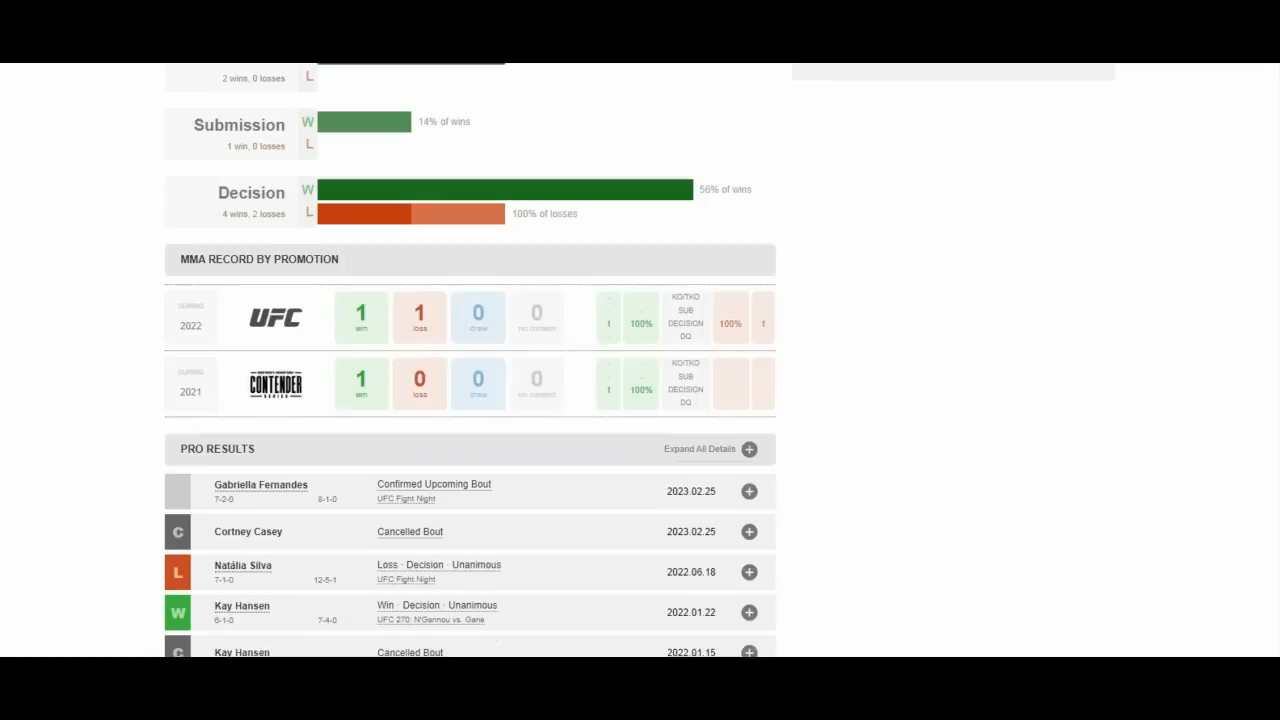 2 wins, 0 losses L
Submission W 14% of wins
1 win, 0 losses L
Decision W 56% of wins
4 wins, 2 losses L 100% of losses
MMA RECORD BY PROMOTION
DURING 2022 UFC 1 win 1 loss 0 draw 0 no contest
1 100% KO/TKO SUB DECISION DQ 100% 1
DURING 2021 CONTENDER SERIES 1 win 0 loss 0 draw 0 no contest
1 100% KO/TKO SUB DECISION DQ
PRO RESULTS Expand All Details
Gabriella Fernandes Confirmed Upcoming Bout 2023.02.25
7-2-0 8-1-0 UFC Fight Night
C Cortney Casey Cancelled Bout 2023.02.25
L Natália Silva Loss · Decision · Unanimous 2022.06.18
7-1-0 12-5-1 UFC Fight Night
W Kay Hansen Win · Decision · Unanimous 2022.01.22
6-1-0 7-4-0 UFC 270: N'Gannou vs. Gane
C Kay Hansen Cancelled Bout 2022.01.15